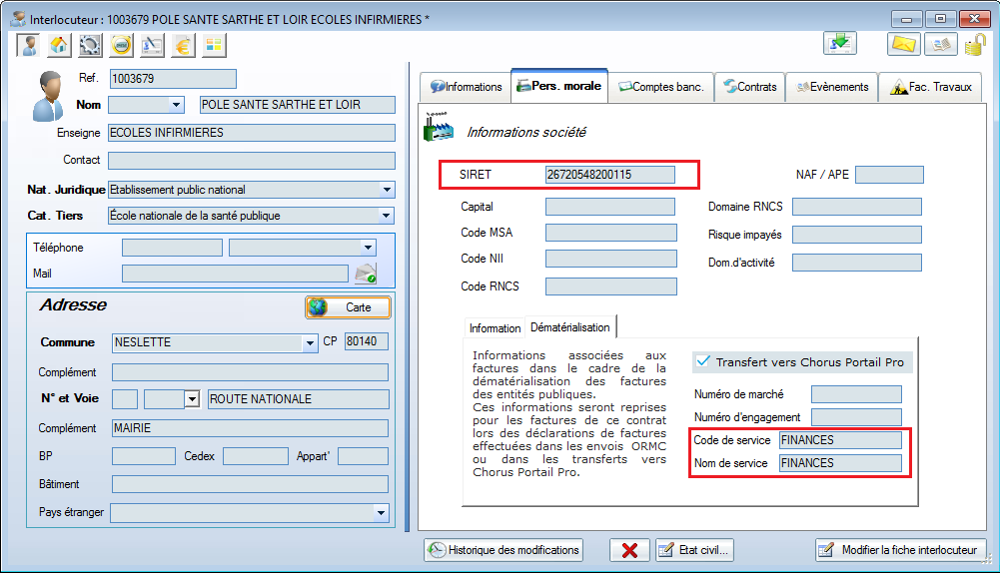 Interlocuteur : 1003679 POLE SANTE SARTHE ET LOIR ECOLES INFIRMIERES *
Ref. 1003679
Nom POLE SANTE SARTHE ET LOIR
Enseigne ECOLES INFIRMIERES
Contact
Nat. Juridique Etablissement public national
Cat. Tiers École nationale de la santé publique
Téléphone
Mail
Adresse Carte
Commune NESLETTE CP 80140
Complément
N° et Voie ROUTE NATIONALE
Complément MAIRIE
BP Cedex Appart'
Bâtiment
Pays étranger
Informations Pers. morale Comptes banc. Contrats Evènements Fac. Travaux
Informations société
SIRET 26720548200115 NAF / APE
Capital Domaine RNCS
Code MSA Risque impayés
Code NII Dom.d'activité
Code RNCS
Information Dématérialisation
Informations associées aux
factures dans le cadre de la
dématérialisation des factures
des entités publiques.
Ces informations seront reprises
pour les factures de ce contrat
lors des déclarations de factures
effectuées dans les envois ORMC
ou dans les transferts vers
Chorus Portail Pro.
Transfert vers Chorus Portail Pro
Numéro de marché
Numéro d'engagement
Code de service FINANCES
Nom de service FINANCES
Historique des modifications Etat civil... Modifier la fiche interlocuteur